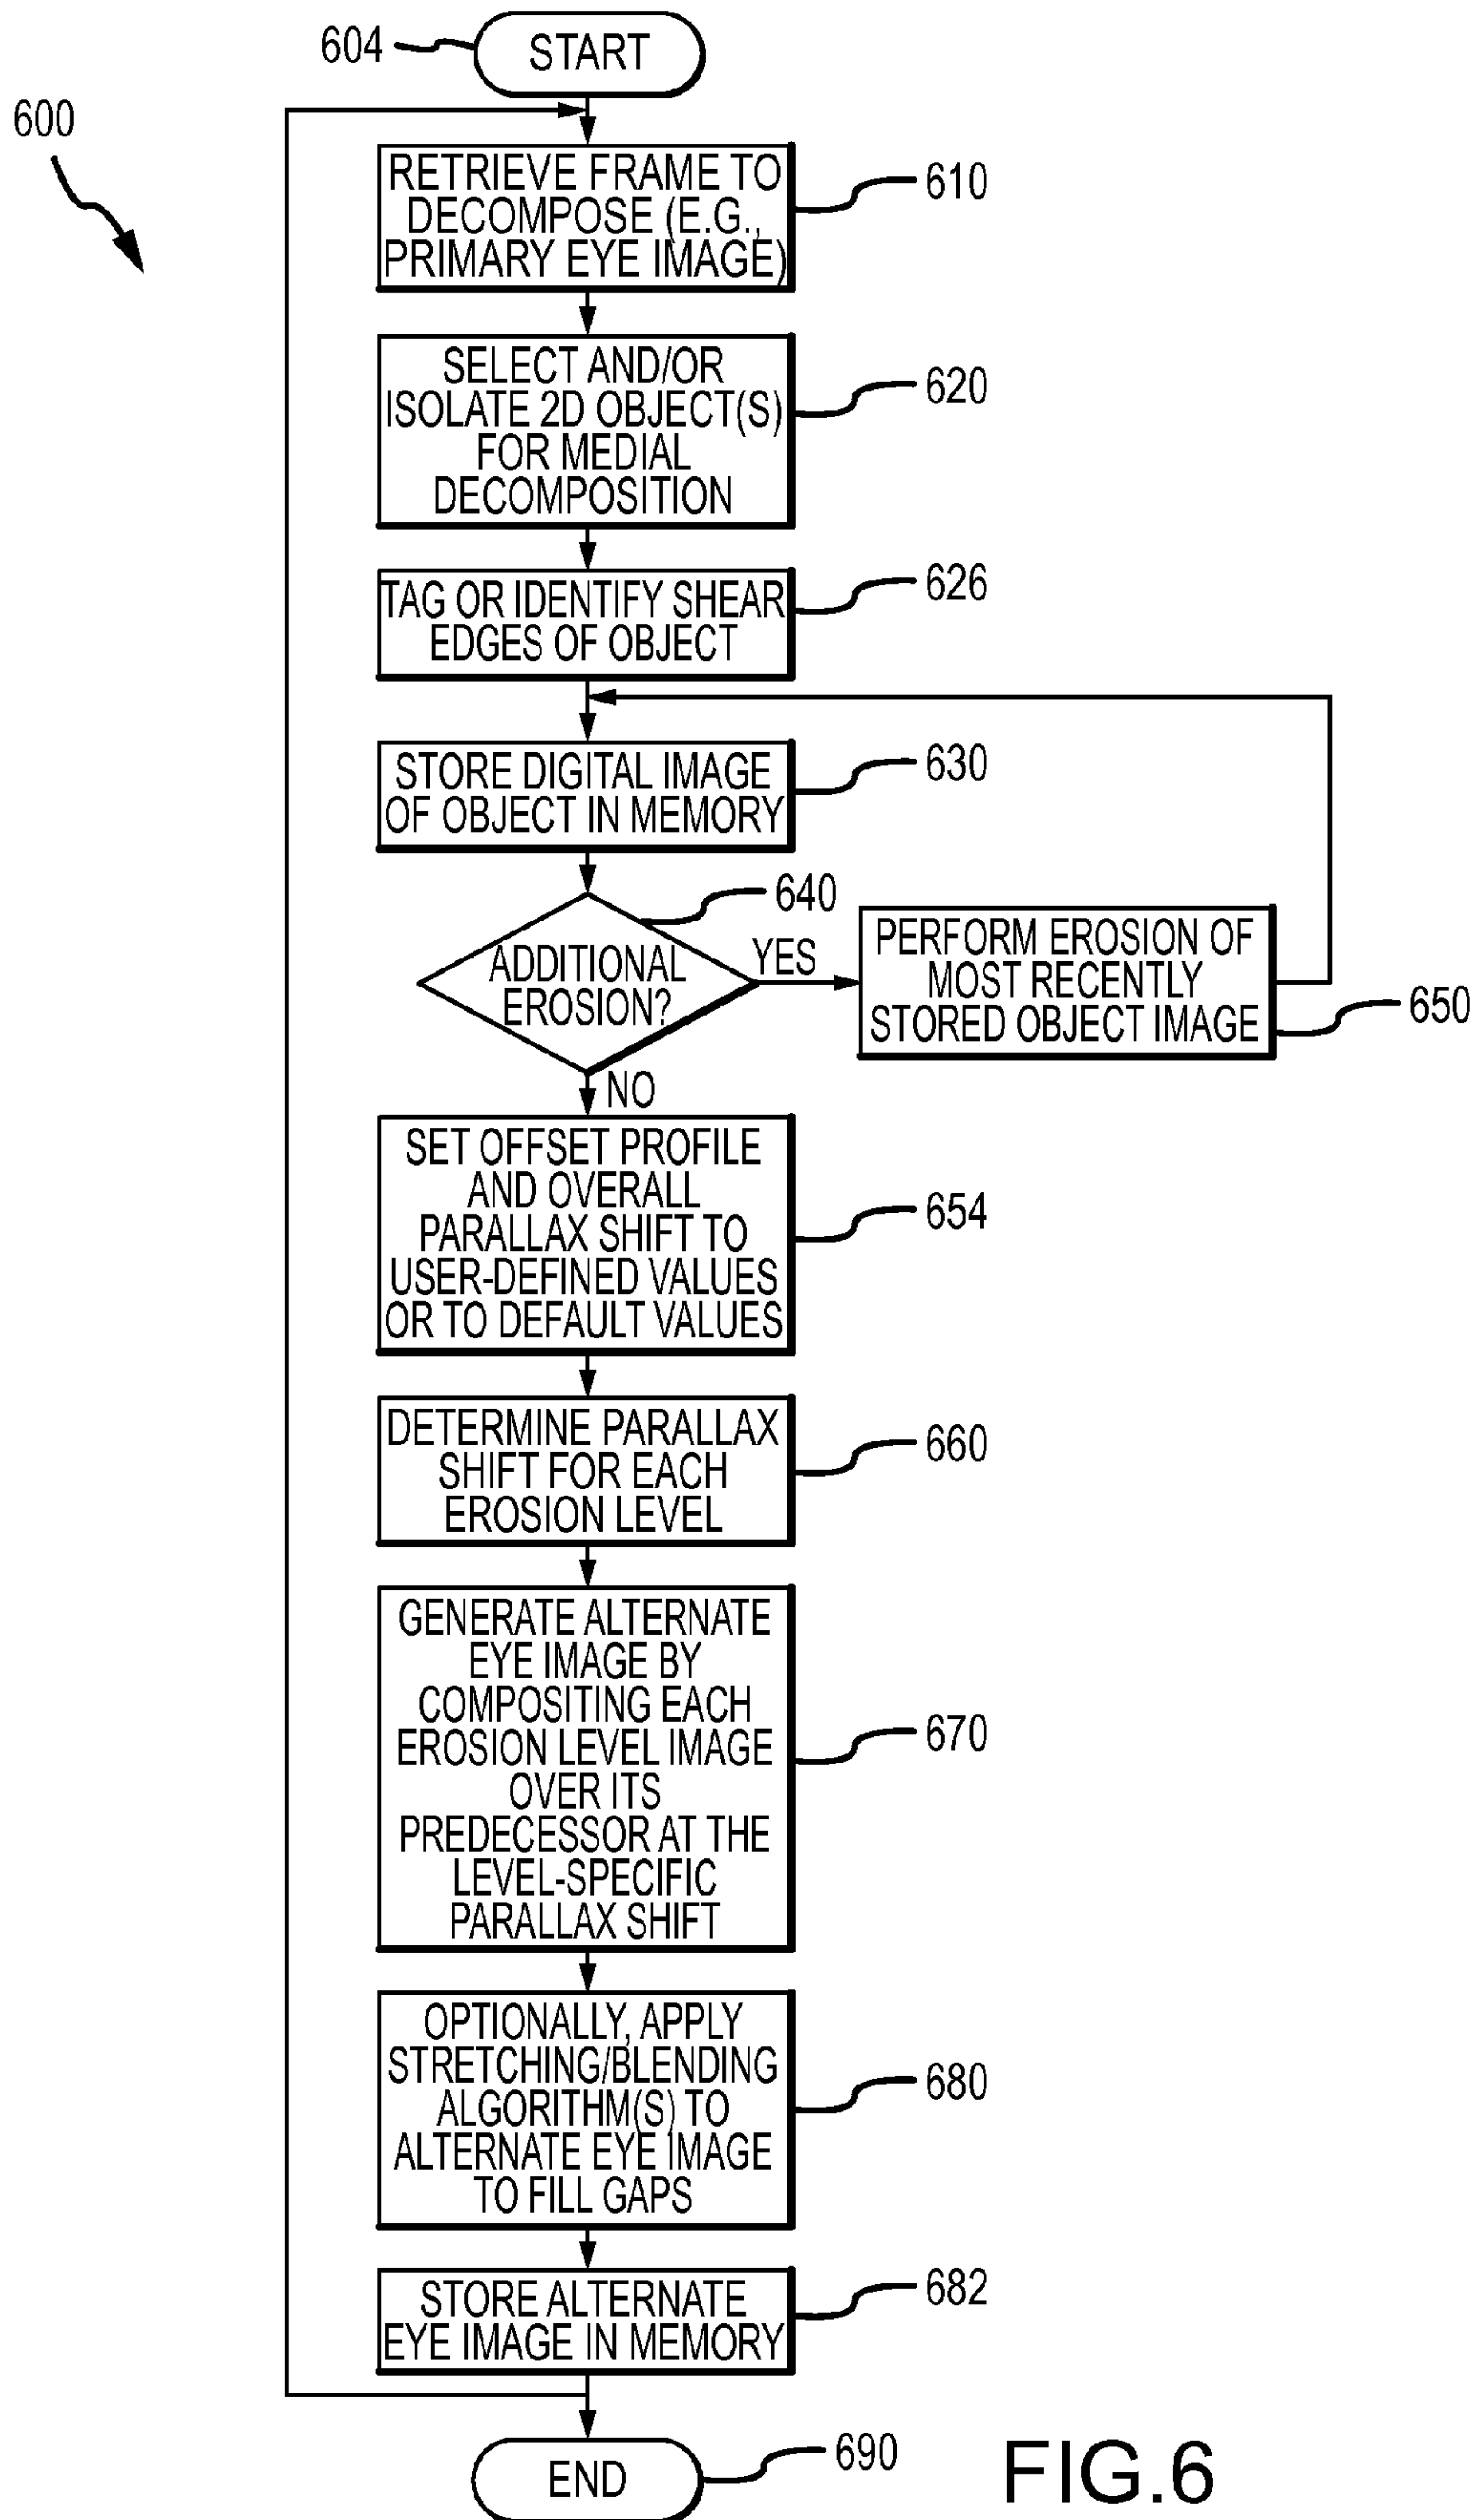 604
START
600
RETRIEVE FRAME TO
DECOMPOSE (E.G.,
PRIMARY EYE IMAGE)
610
SELECT AND/OR
ISOLATE 2D OBJECT(S)
FOR MEDIAL
DECOMPOSITION
620
TAG OR IDENTIFY SHEAR
EDGES OF OBJECT
626
STORE DIGITAL IMAGE
OF OBJECT IN MEMORY
630
ADDITIONAL
EROSION?
640
YES
PERFORM EROSION OF
MOST RECENTLY
STORED OBJECT IMAGE
650
NO
SET OFFSET PROFILE
AND OVERALL
PARALLAX SHIFT TO
USER-DEFINED VALUES
OR TO DEFAULT VALUES
654
DETERMINE PARALLAX
SHIFT FOR EACH
EROSION LEVEL
660
GENERATE ALTERNATE
EYE IMAGE BY
COMPOSITING EACH
EROSION LEVEL IMAGE
OVER ITS
PREDECESSOR AT THE
LEVEL-SPECIFIC
PARALLAX SHIFT
670
OPTIONALLY, APPLY
STRETCHING/BLENDING
ALGORITHM(S) TO
ALTERNATE EYE IMAGE
TO FILL GAPS
680
STORE ALTERNATE
EYE IMAGE IN MEMORY
682
END
690
FIG.6